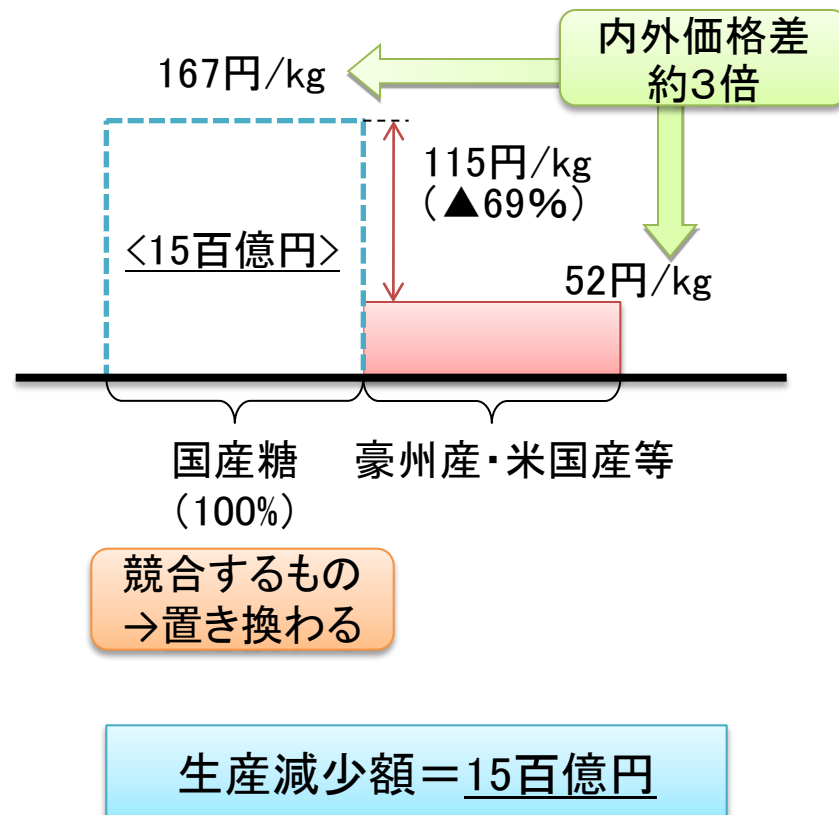 内外価格差
約3倍
167円/kg
115円/kg
(▲69%)
<15百億円>
52円/kg
国産糖
(100%)
豪州産・米国産等
競合するもの
→置き換わる
生産減少額＝15百億円